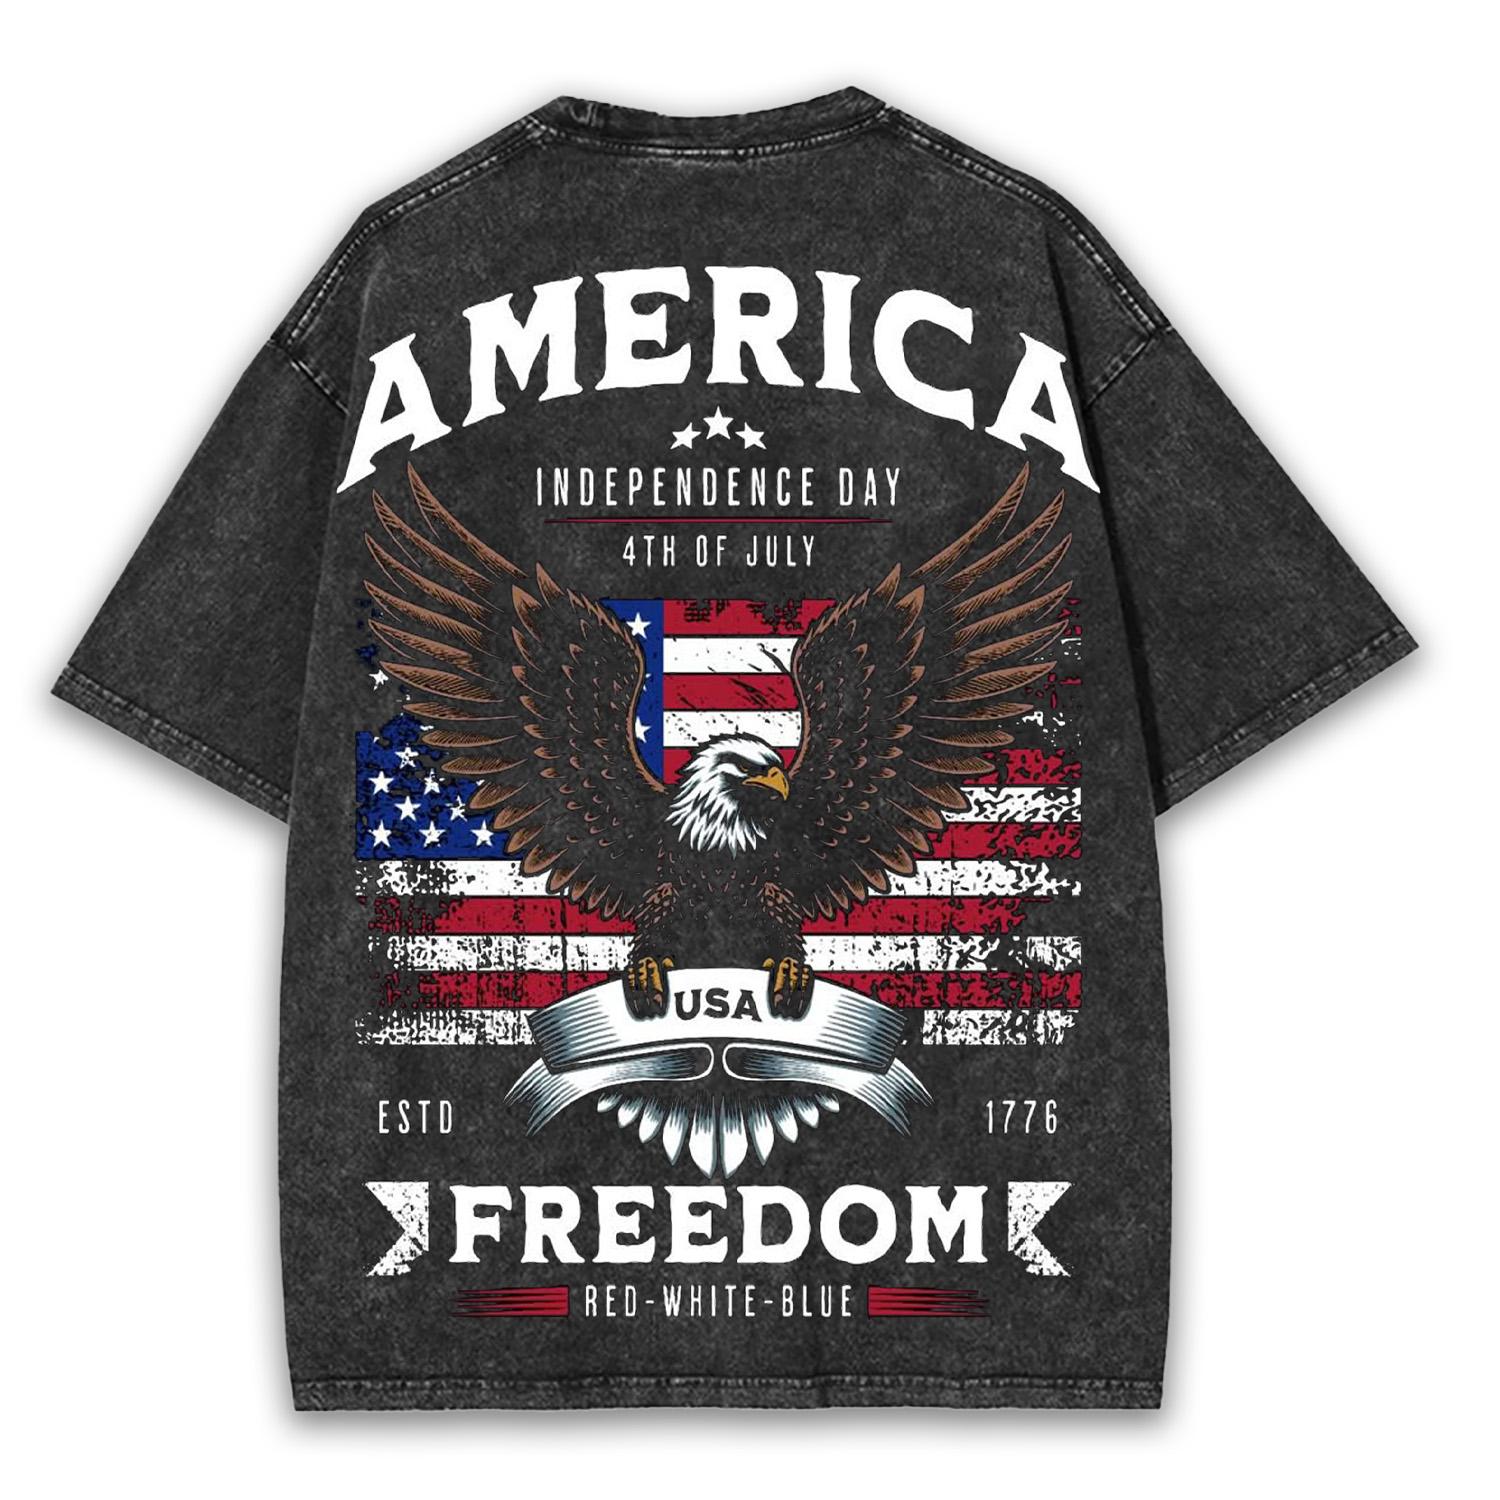 AMERICA
INDEPENDENCE DAY
4TH OF JULY
USA
ESTD 1776
FREEDOM
RED-WHITE-BLUE